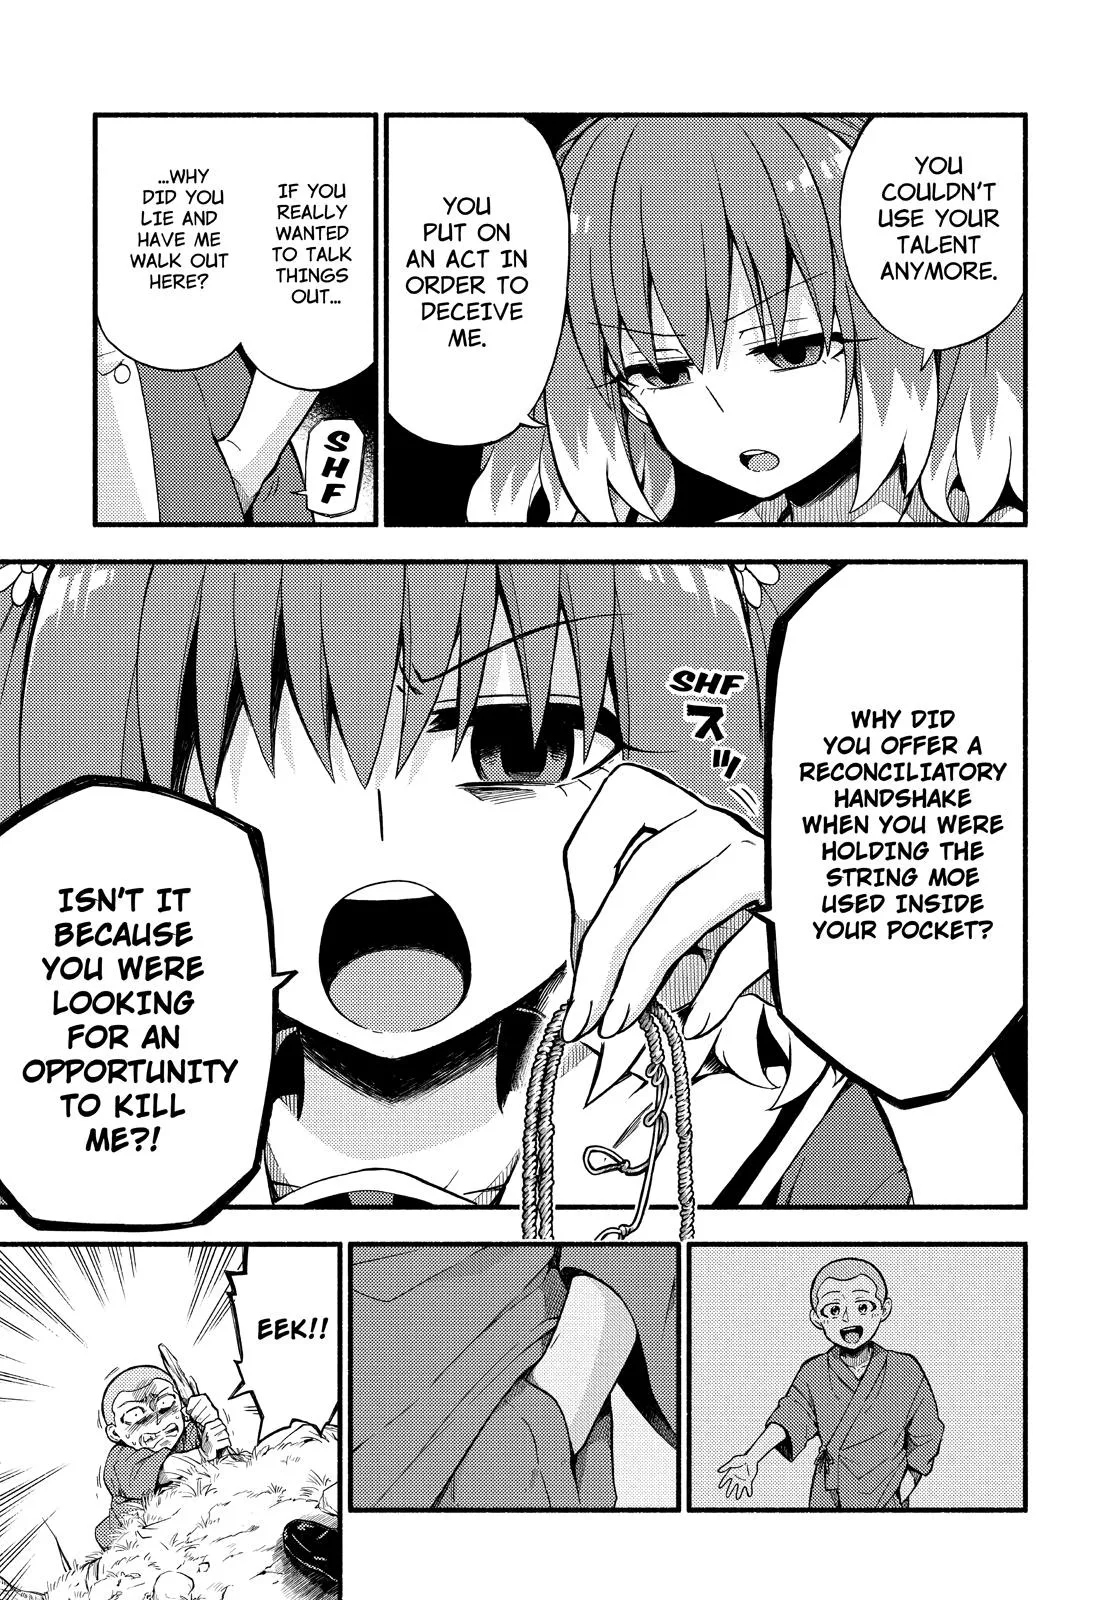 YOU
COULDN'T
USE YOUR
TALENT
ANYMORE.
YOU
PUT ON
AN ACT IN
ORDER TO
DECEIVE
ME.
IF YOU
REALLY
WANTED
TO TALK
THINGS
OUT...
...WHY
DID YOU
LIE AND
HAVE ME
WALK OUT
HERE?
SHF
WHY DID
YOU OFFER A
RECONCILIATORY
HANDSHAKE
WHEN YOU WERE
HOLDING THE
STRING MOE
USED INSIDE
YOUR POCKET?
SHF
スッ
ISN'T IT
BECAUSE
YOU WERE
LOOKING
FOR AN
OPPORTUNITY
TO KILL
ME?!
EEK!!